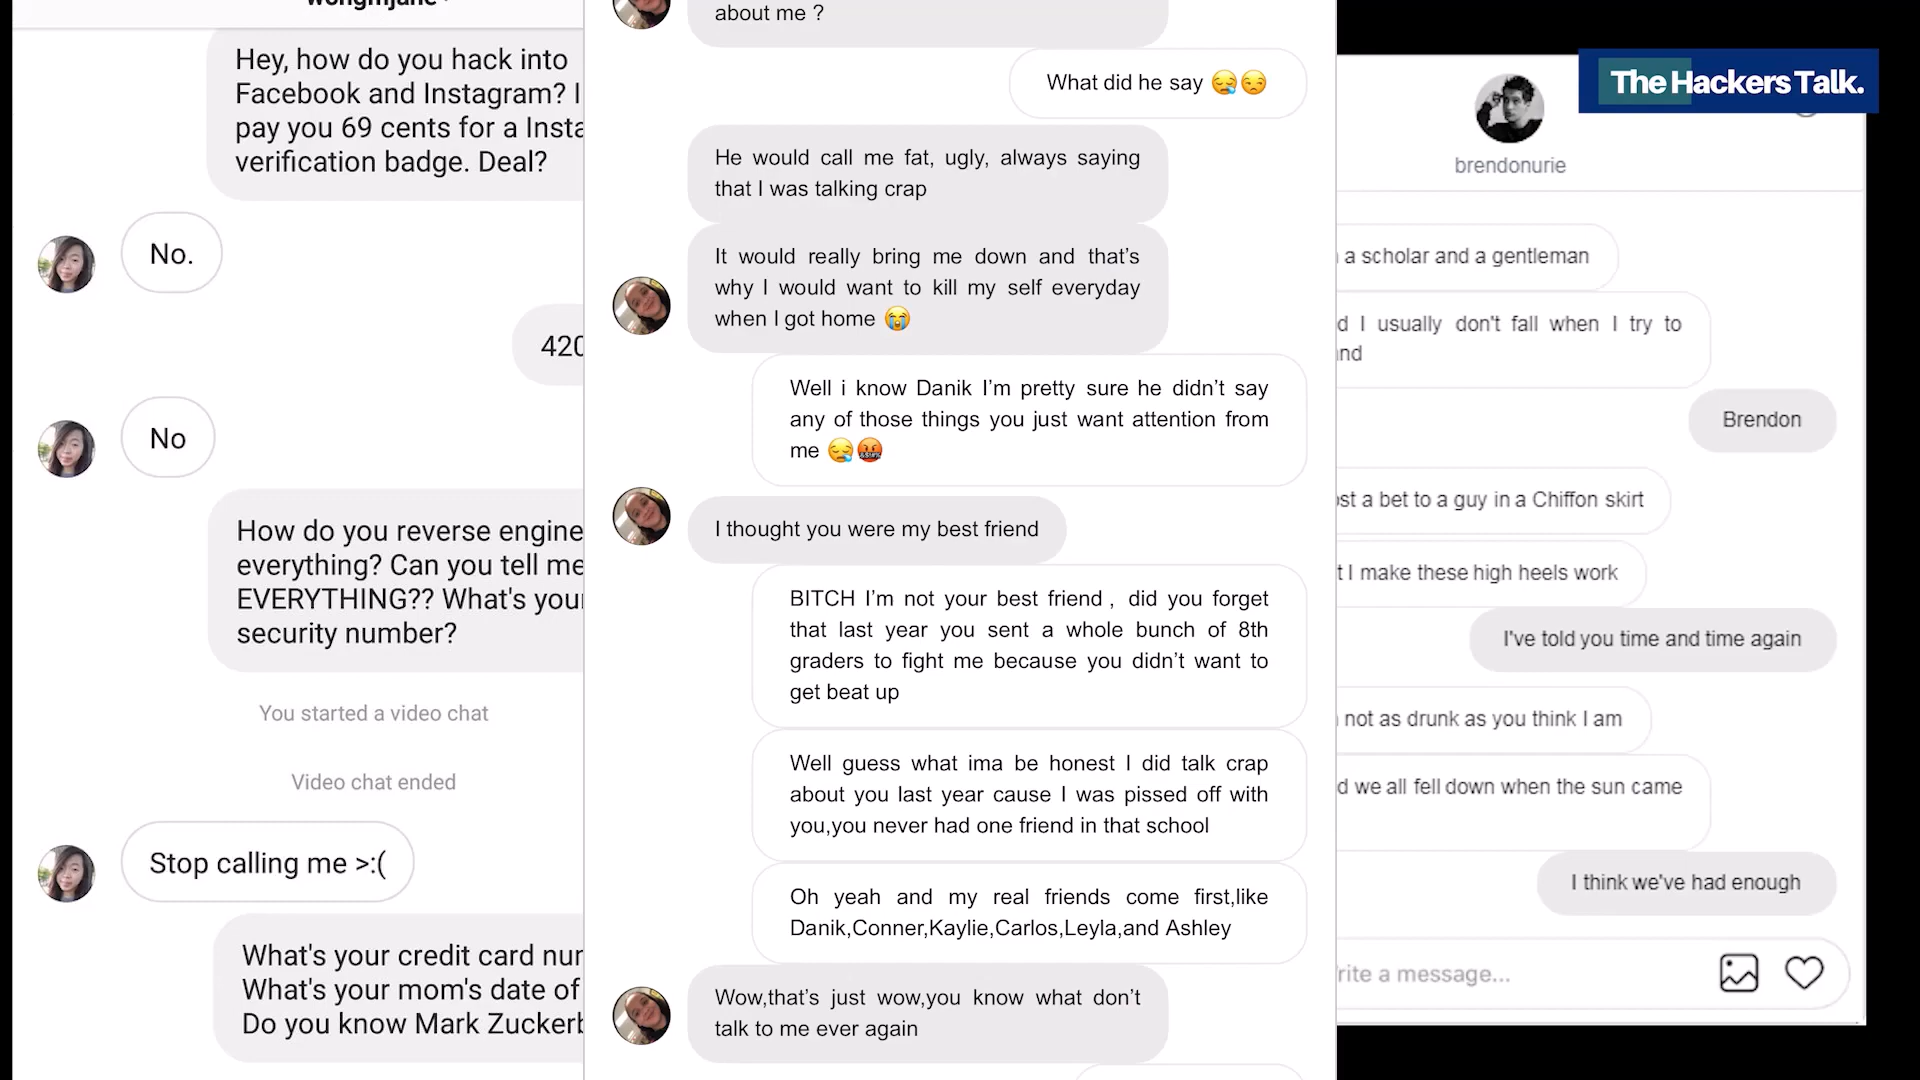 Hey, how do you hack into
Facebook and Instagram? I
pay you 69 cents for a Insta
verification badge. Deal?
No.
420
No
How do you reverse engine
everything? Can you tell me
EVERYTHING?? What's you
security number?
You started a video chat
Video chat ended
Stop calling me >:(
What's your credit card nu
What's your mom's date of
Do you know Mark Zucker
about me ?
What did he say 😪😒
He would call me fat, ugly, always saying
that I was talking crap
It would really bring me down and that’s
why I would want to kill my self everyday
when I got home 😭
Well i know Danik I’m pretty sure he didn’t say
any of those things you just want attention from
me 😪🤬
I thought you were my best friend
BITCH I’m not your best friend , did you forget
that last year you sent a whole bunch of 8th
graders to fight me because you didn’t want to
get beat up
Well guess what ima be honest I did talk crap
about you last year cause I was pissed off with
you,you never had one friend in that school
Oh yeah and my real friends come first,like
Danik,Conner,Kaylie,Carlos,Leyla,and Ashley
Wow,that’s just wow,you know what don’t
talk to me ever again
The Hackers Talk.
brendonurie
a scholar and a gentleman
d I usually don't fall when I try to
nd
Brendon
st a bet to a guy in a Chiffon skirt
t I make these high heels work
I've told you time and time again
not as drunk as you think I am
d we all fell down when the sun came
I think we've had enough
rite a message...